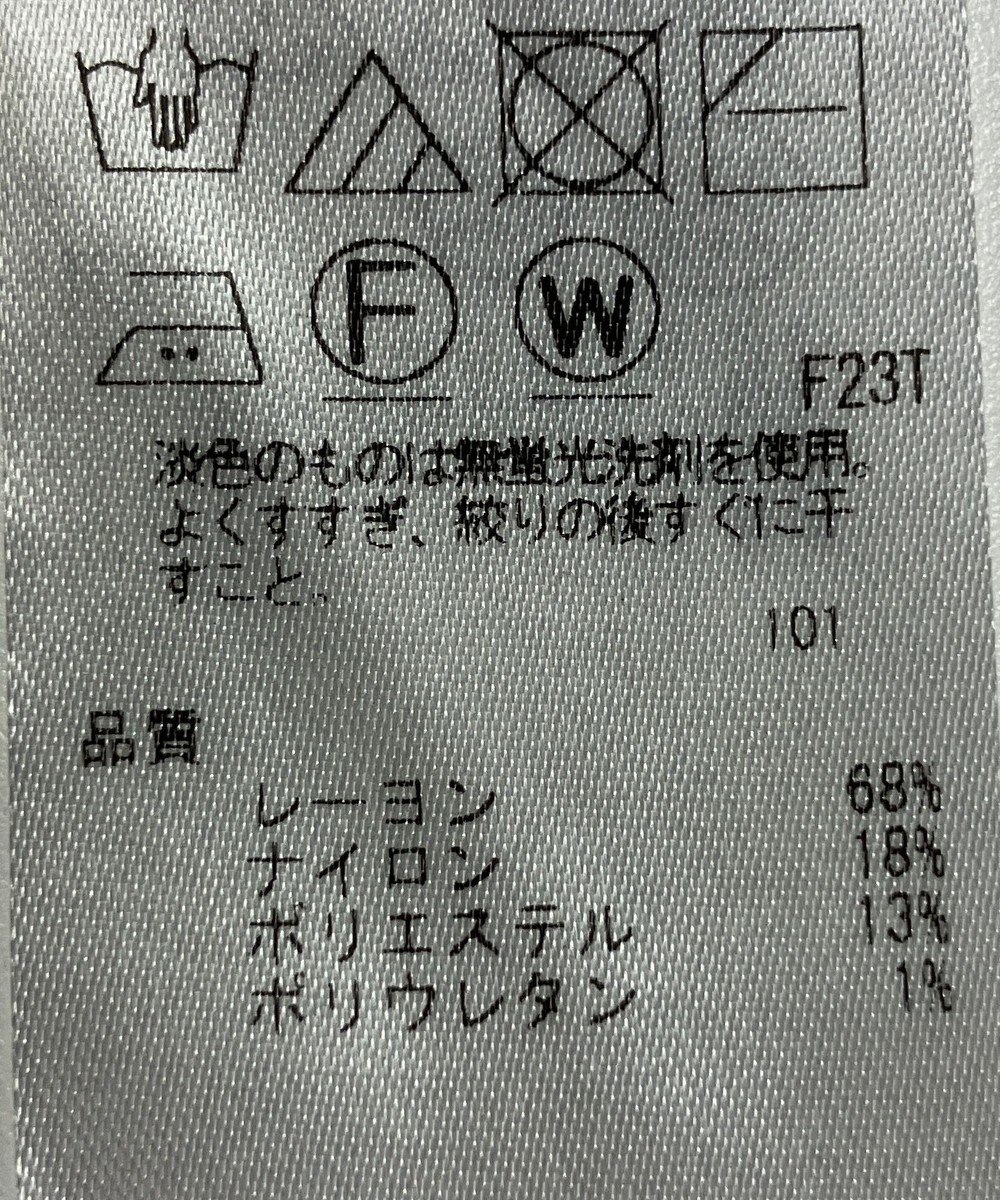 F
W
F23T
淡色のものは無蛍光洗剤を使用。
よくすすぎ、絞りの後すぐに干
すこと。
101
品質
レーヨン 68%
ナイロン 18%
ポリエステル 13%
ポリウレタン 1%